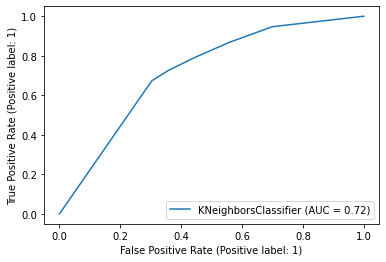 True Positive Rate (Positive label: 1)
1.0
0.8
0.6
0.4
0.2
0.0
KNeighborsClassifier (AUC = 0.72)
0.0 0.2 0.4 0.6 0.8 1.0
False Positive Rate (Positive label: 1)